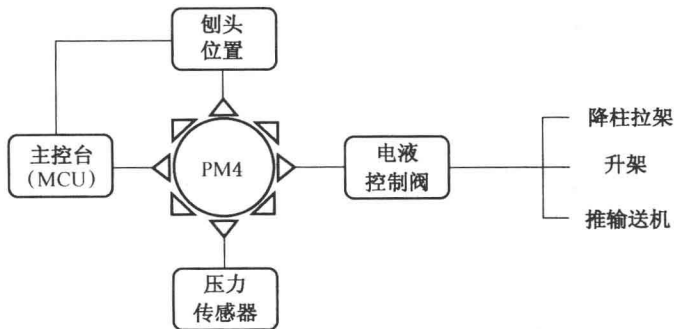 刨头
位置
主控台
（MCU）
PM4
电液
控制阀
降柱拉架
升架
推输送机
压力
传感器